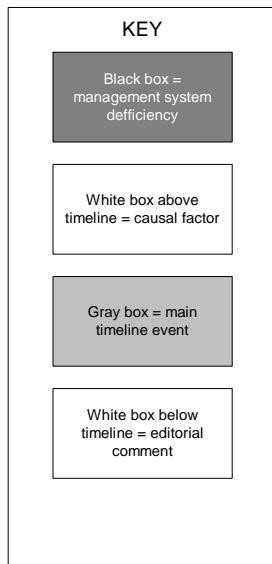 KEY
Black box =
management system
defficiency
White box above
timeline = causal factor
Gray box = main
timeline event
White box below
timeline = editorial
comment